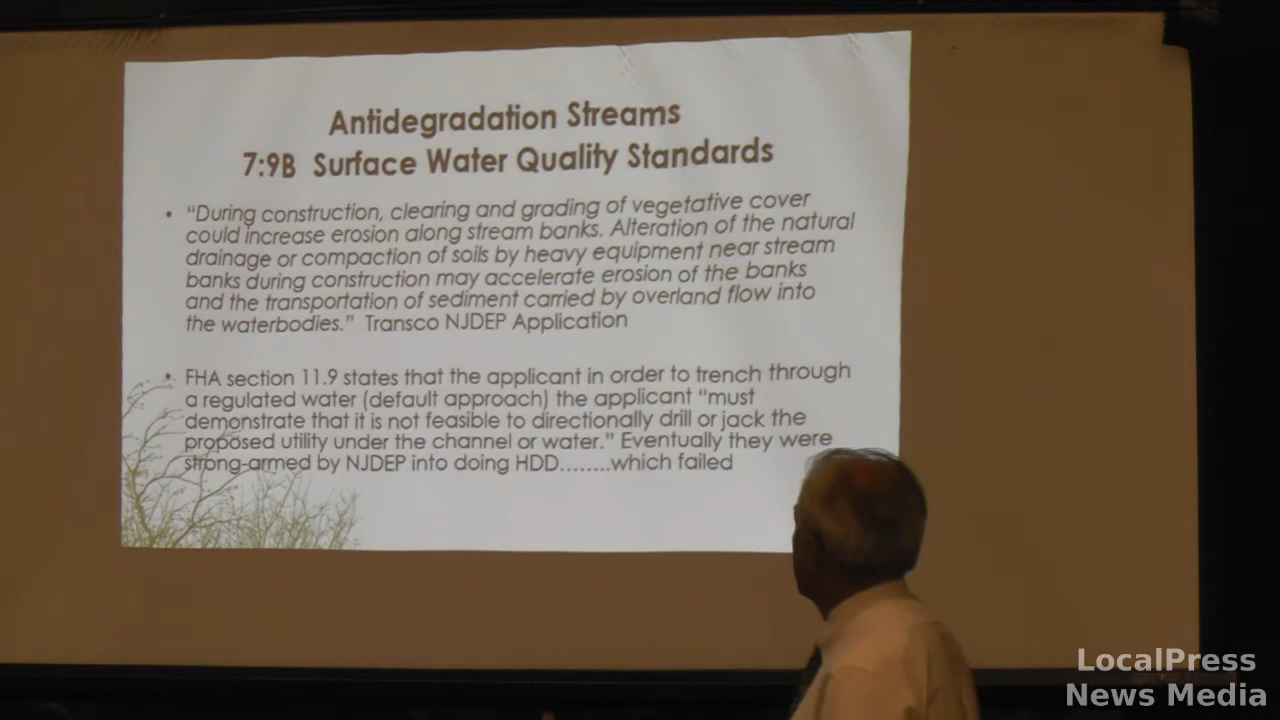 Antidegradation Streams
7:9B Surface Water Quality Standards
• “During construction, clearing and grading of vegetative cover
could increase erosion along stream banks. Alteration of the natural
drainage or compaction of soils by heavy equipment near stream
banks during construction may accelerate erosion of the banks
and the transportation of sediment carried by overland flow into
the waterbodies.” Transco NJDEP Application
• FHA section 11.9 states that the applicant in order to trench through
a regulated water (default approach) the applicant “must
demonstrate that it is not feasible to directionally drill or jack the
proposed utility under the channel or water.” Eventually they were
strong-armed by NJDEP into doing HDD........which failed
LocalPress
News Media